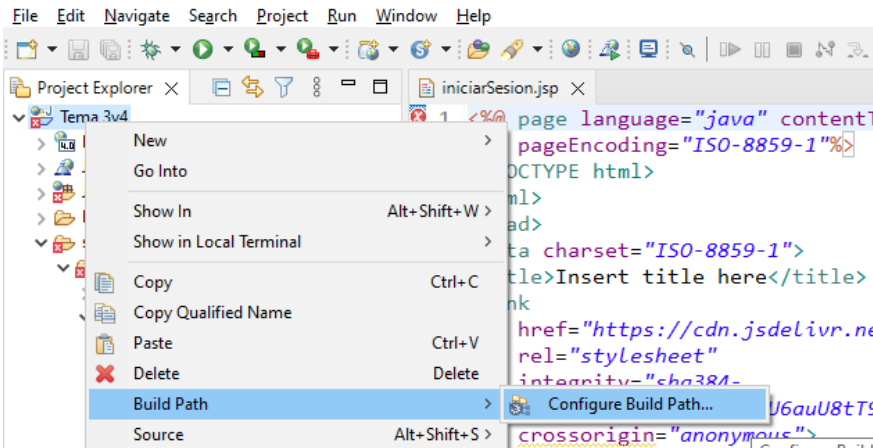 File Edit Navigate Search Project Run Window Help
Project Explorer
iniciarSesion.jsp
Tema 3y4
1 <%@ page language="java" contentT
pageEncoding="ISO-8859-1"%>
OCTYPE html>
ml>
ad>
ta charset="ISO-8859-1">
tle>Insert title here</title>
nk
href="https://cdn.jsdelivr.ne
rel="stylesheet"
integrity="sha384-
U6auU8tT9
crossorigin="anonymous">
4.0
New
Go Into
Show In Alt+Shift+W
Show in Local Terminal
Copy Ctrl+C
Copy Qualified Name
Paste Ctrl+V
Delete Delete
Build Path
Source Alt+Shift+S
Configure Build Path...